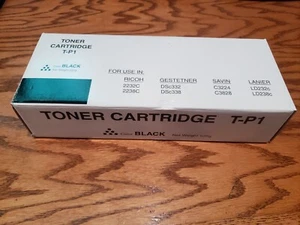 TONER
CARTRIDGE
T-P1
BLACK
FOR USE IN:
RICOH GESTETNER SAVIN LANIER
2232C DSc332 C3224 LD232c
2238C DSc338 C3828 LD238c
TONER CARTRIDGE T-P1
BLACK